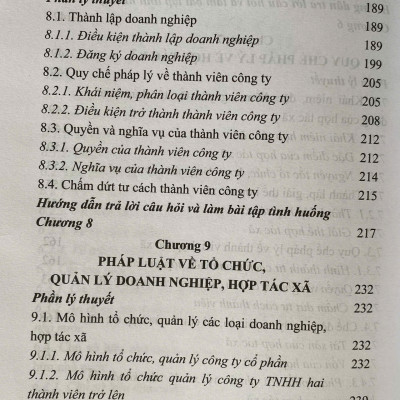 Phần lý thuyết 189
8.1. Thành lập doanh nghiệp 189
8.1.1. Điều kiện thành lập doanh nghiệp 189
8.1.2. Đăng ký doanh nghiệp 199
8.2. Quy chế pháp lý về thành viên công ty 205
8.2.1. Khái niệm, phân loại thành viên công ty 205
8.2.2. Điều kiện trở thành thành viên công ty 208
8.3. Quyền và nghĩa vụ của thành viên công ty 212
8.3.1. Quyền của thành viên công ty 212
8.3.2. Nghĩa vụ của thành viên công ty 214
8.4. Chấm dứt tư cách thành viên công ty 215
Hướng dẫn trả lời câu hỏi và làm bài tập tình huống
Chương 8 217
Chương 9
PHÁP LUẬT VỀ TỔ CHỨC,
QUẢN LÝ DOANH NGHIỆP, HỢP TÁC XÃ 232
Phần lý thuyết 232
9.1. Mô hình tổ chức, quản lý các loại doanh nghiệp,
hợp tác xã 232
9.1.1. Mô hình tổ chức, quản lý công ty cổ phần 232
9.1.2. Mô hình tổ chức quản lý công ty TNHH hai
thành viên trở lên